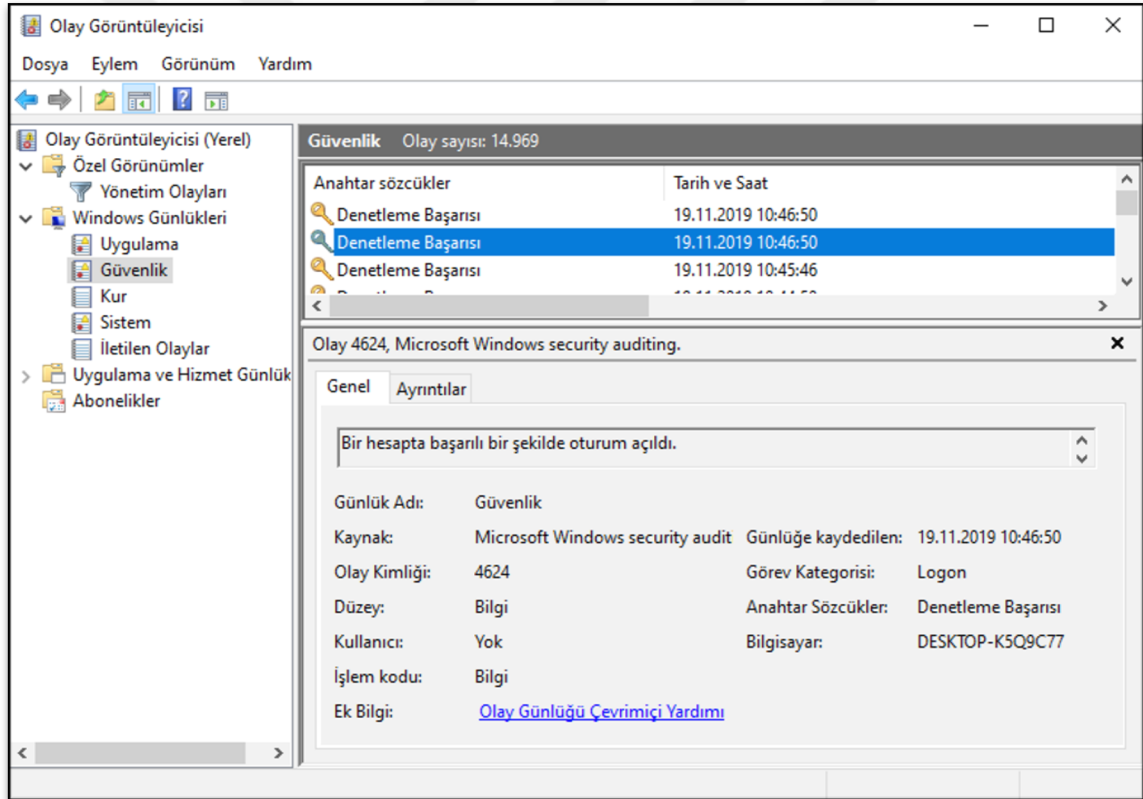 Olay Görüntüleyicisi
Dosya Eylem Görünüm Yardım
Olay Görüntüleyicisi (Yerel)
Özel Görünümler
Yönetim Olayları
Windows Günlükleri
Uygulama
Güvenlik
Kur
Sistem
İletilen Olaylar
Uygulama ve Hizmet Günlük
Abonelikler
Güvenlik Olay sayısı: 14.969
Anahtar sözcükler Tarih ve Saat
Denetleme Başarısı 19.11.2019 10:46:50
Denetleme Başarısı 19.11.2019 10:46:50
Denetleme Başarısı 19.11.2019 10:45:46
Olay 4624, Microsoft Windows security auditing.
Genel Ayrıntılar
Bir hesapta başarılı bir şekilde oturum açıldı.
Günlük Adı: Güvenlik
Kaynak: Microsoft Windows security audit Günlüğe kaydedilen: 19.11.2019 10:46:50
Olay Kimliği: 4624 Görev Kategorisi: Logon
Düzey: Bilgi Anahtar Sözcükler: Denetleme Başarısı
Kullanıcı: Yok Bilgisayar: DESKTOP-K5Q9C77
İşlem kodu: Bilgi
Ek Bilgi: Olay Günlüğü Çevrimiçi Yardımı